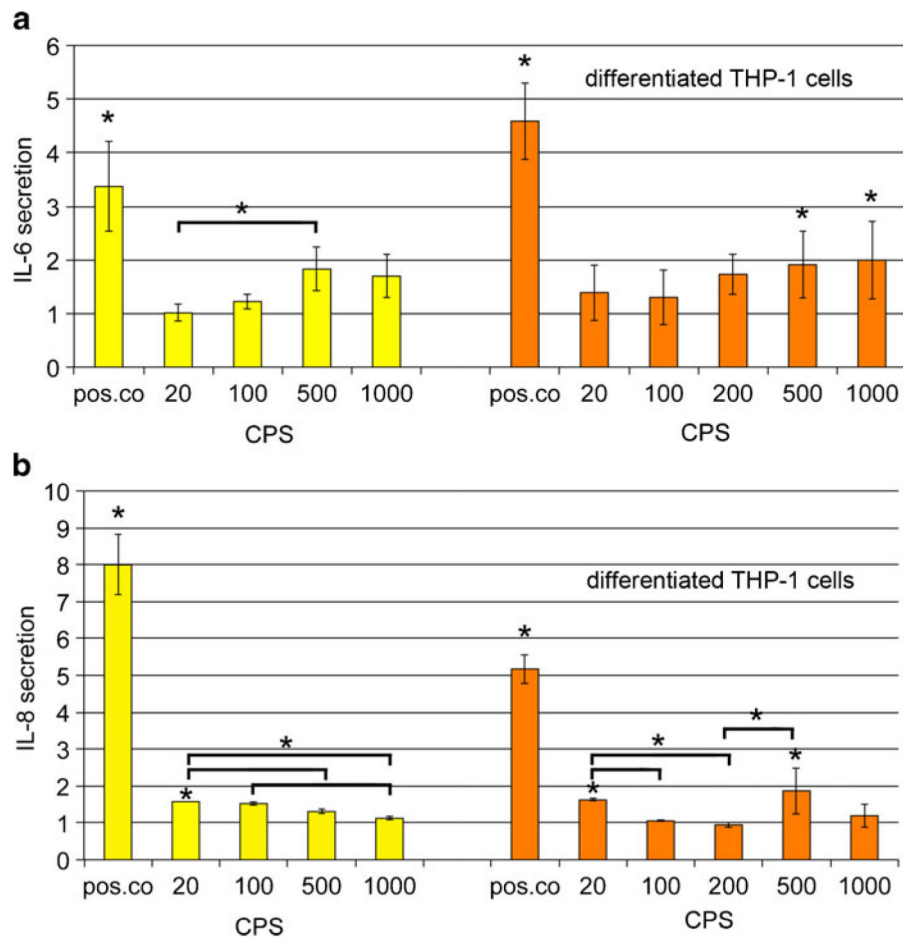 a
6
5
4
3
2
1
0
IL-6 secretion
differentiated THP-1 cells
*
*
*
*
*
pos.co 20 100 500 1000
pos.co 20 100 200 500 1000
CPS
CPS
b
10
9
8
7
6
5
4
3
2
1
0
IL-8 secretion
differentiated THP-1 cells
*
*
*
*
*
*
*
*
pos.co 20 100 500 1000
pos.co 20 100 200 500 1000
CPS
CPS